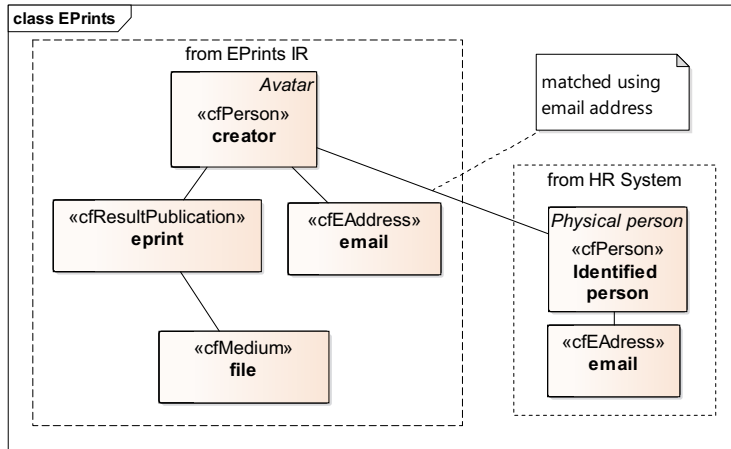 class EPrints
from EPrints IR
Avatar
«cfPerson»
creator
«cfResultPublication»
eprint
«cfEAddress»
email
«cfMedium»
file
matched using
email address
from HR System
Physical person
«cfPerson»
Identified
person
«cfEAdress»
email